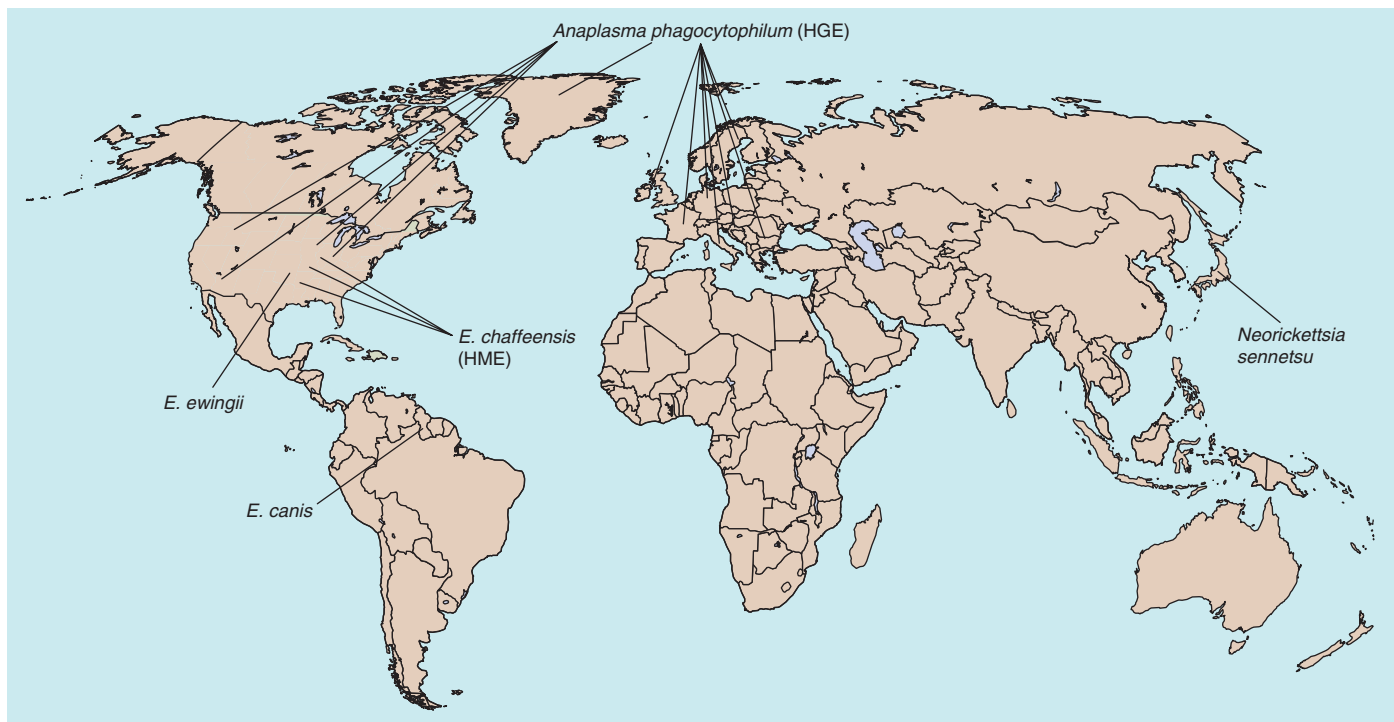 Anaplasma phagocytophilum (HGE)
E. chaffeensis
(HME)
Neorickettsia
sennetsu
E. ewingii
E. canis